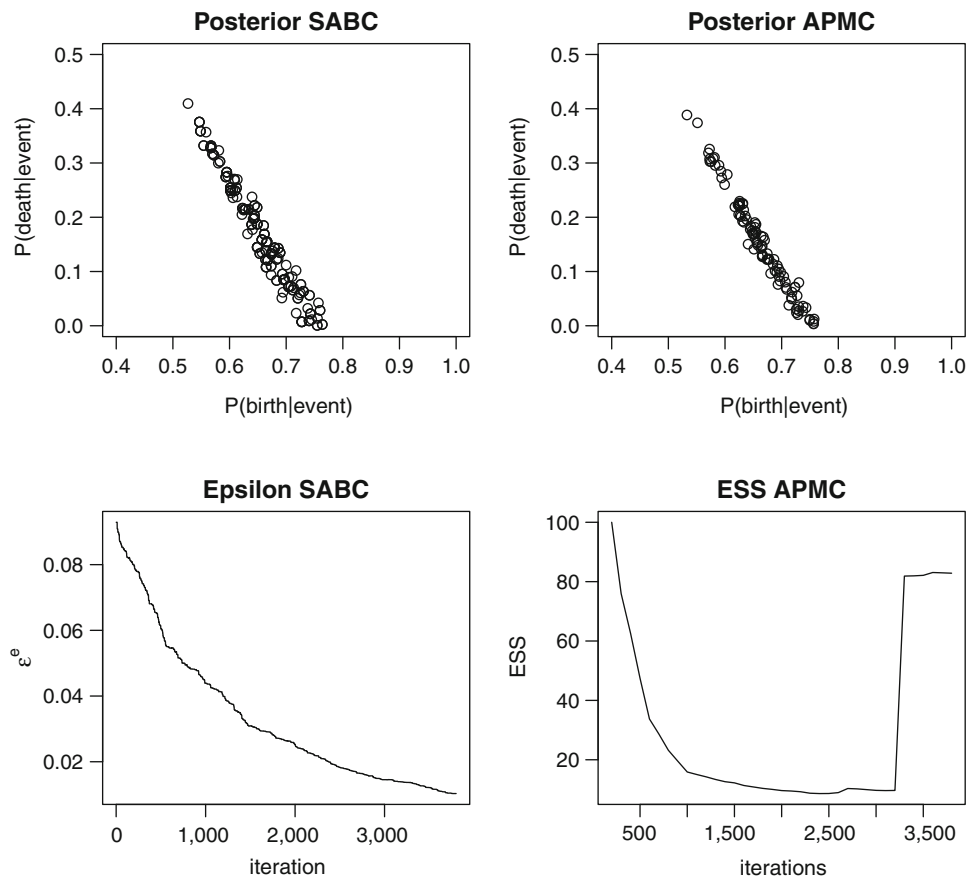 Posterior SABC
0.5
0.4
0.3
0.2
0.1
0.0
P(death|event)
0.4 0.5 0.6 0.7 0.8 0.9 1.0
P(birth|event)
Posterior APMC
0.5
0.4
0.3
0.2
0.1
0.0
P(death|event)
0.4 0.5 0.6 0.7 0.8 0.9 1.0
P(birth|event)
Epsilon SABC
0.08
0.06
0.04
0.02
εᵉ
0 1,000 2,000 3,000
iteration
ESS APMC
100
80
60
40
20
ESS
500 1,500 2,500 3,500
iterations